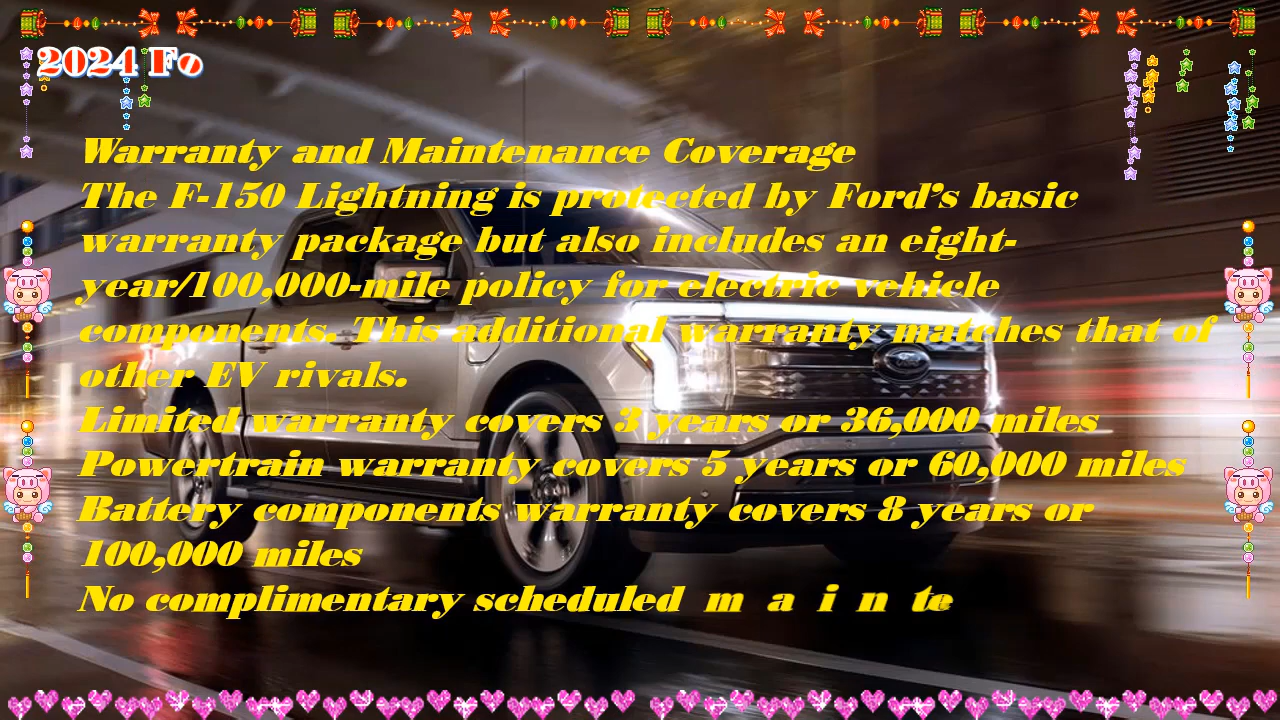 2024 Fo
Warranty and Maintenance Coverage
The F-150 Lightning is protected by Ford’s basic
warranty package but also includes an eight-
year/100,000-mile policy for electric vehicle
components. This additional warranty matches that of
other EV rivals.
Limited warranty covers 3 years or 36,000 miles
Powertrain warranty covers 5 years or 60,000 miles
Battery components warranty covers 8 years or
100,000 miles
No complimentary scheduled m a i n te